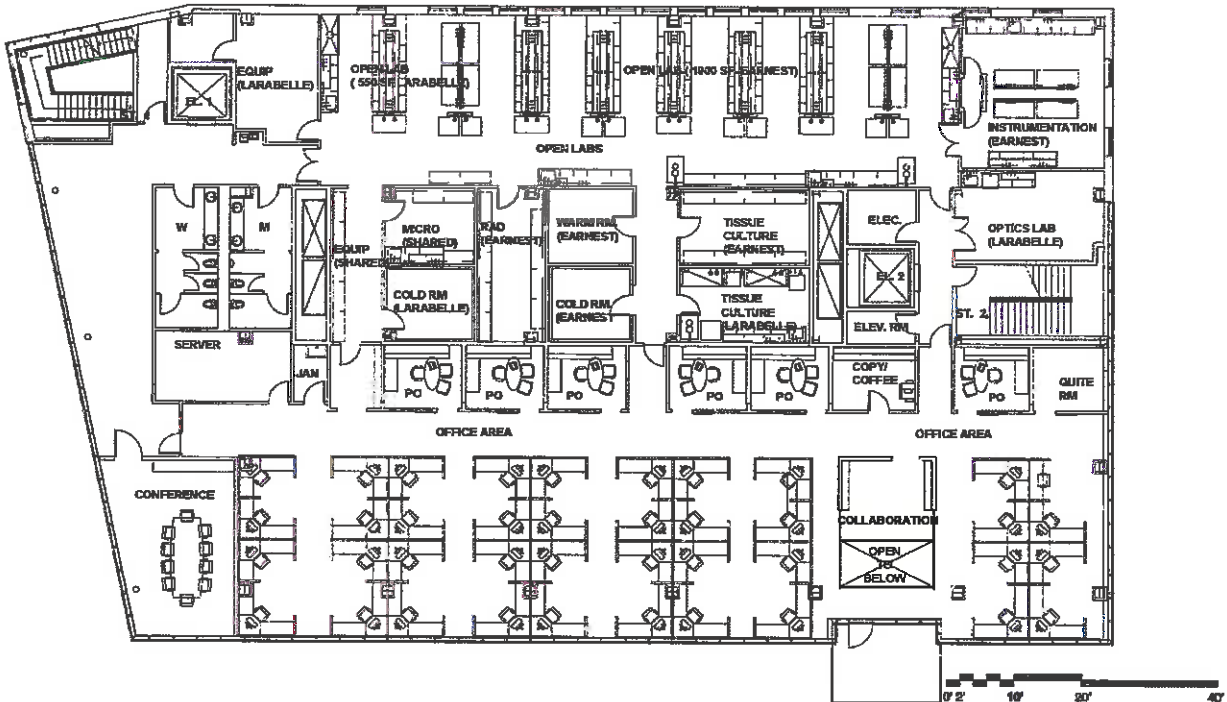 EQUIP
(LARABELLE)
EL. 1
OPEN LAB
( 550 SF LARABELLE)
OPEN LAB ( 1900 SF EARNEST)
INSTRUMENTATION
(EARNEST)
OPEN LABS
W
M
EQUIP
(SHARED)
MICRO
(SHARED)
RAD
(EARNEST)
WARM RM
(EARNEST)
TISSUE
CULTURE
(EARNEST)
ELEC.
OPTICS LAB
(LARABELLE)
COLD RM
(LARABELLE)
COLD RM.
(EARNEST
TISSUE
CULTURE
(LARABELLE)
EL. 2
ST. 2
ELEV. RM
SERVER
JAN
PO
PO
PO
PO
PO
COPY/
COFFEE
PO
QUITE
RM
OFFICE AREA
OFFICE AREA
CONFERENCE
COLLABORATION
OPEN
TO
BELOW
0' 2'
10'
20'
40'